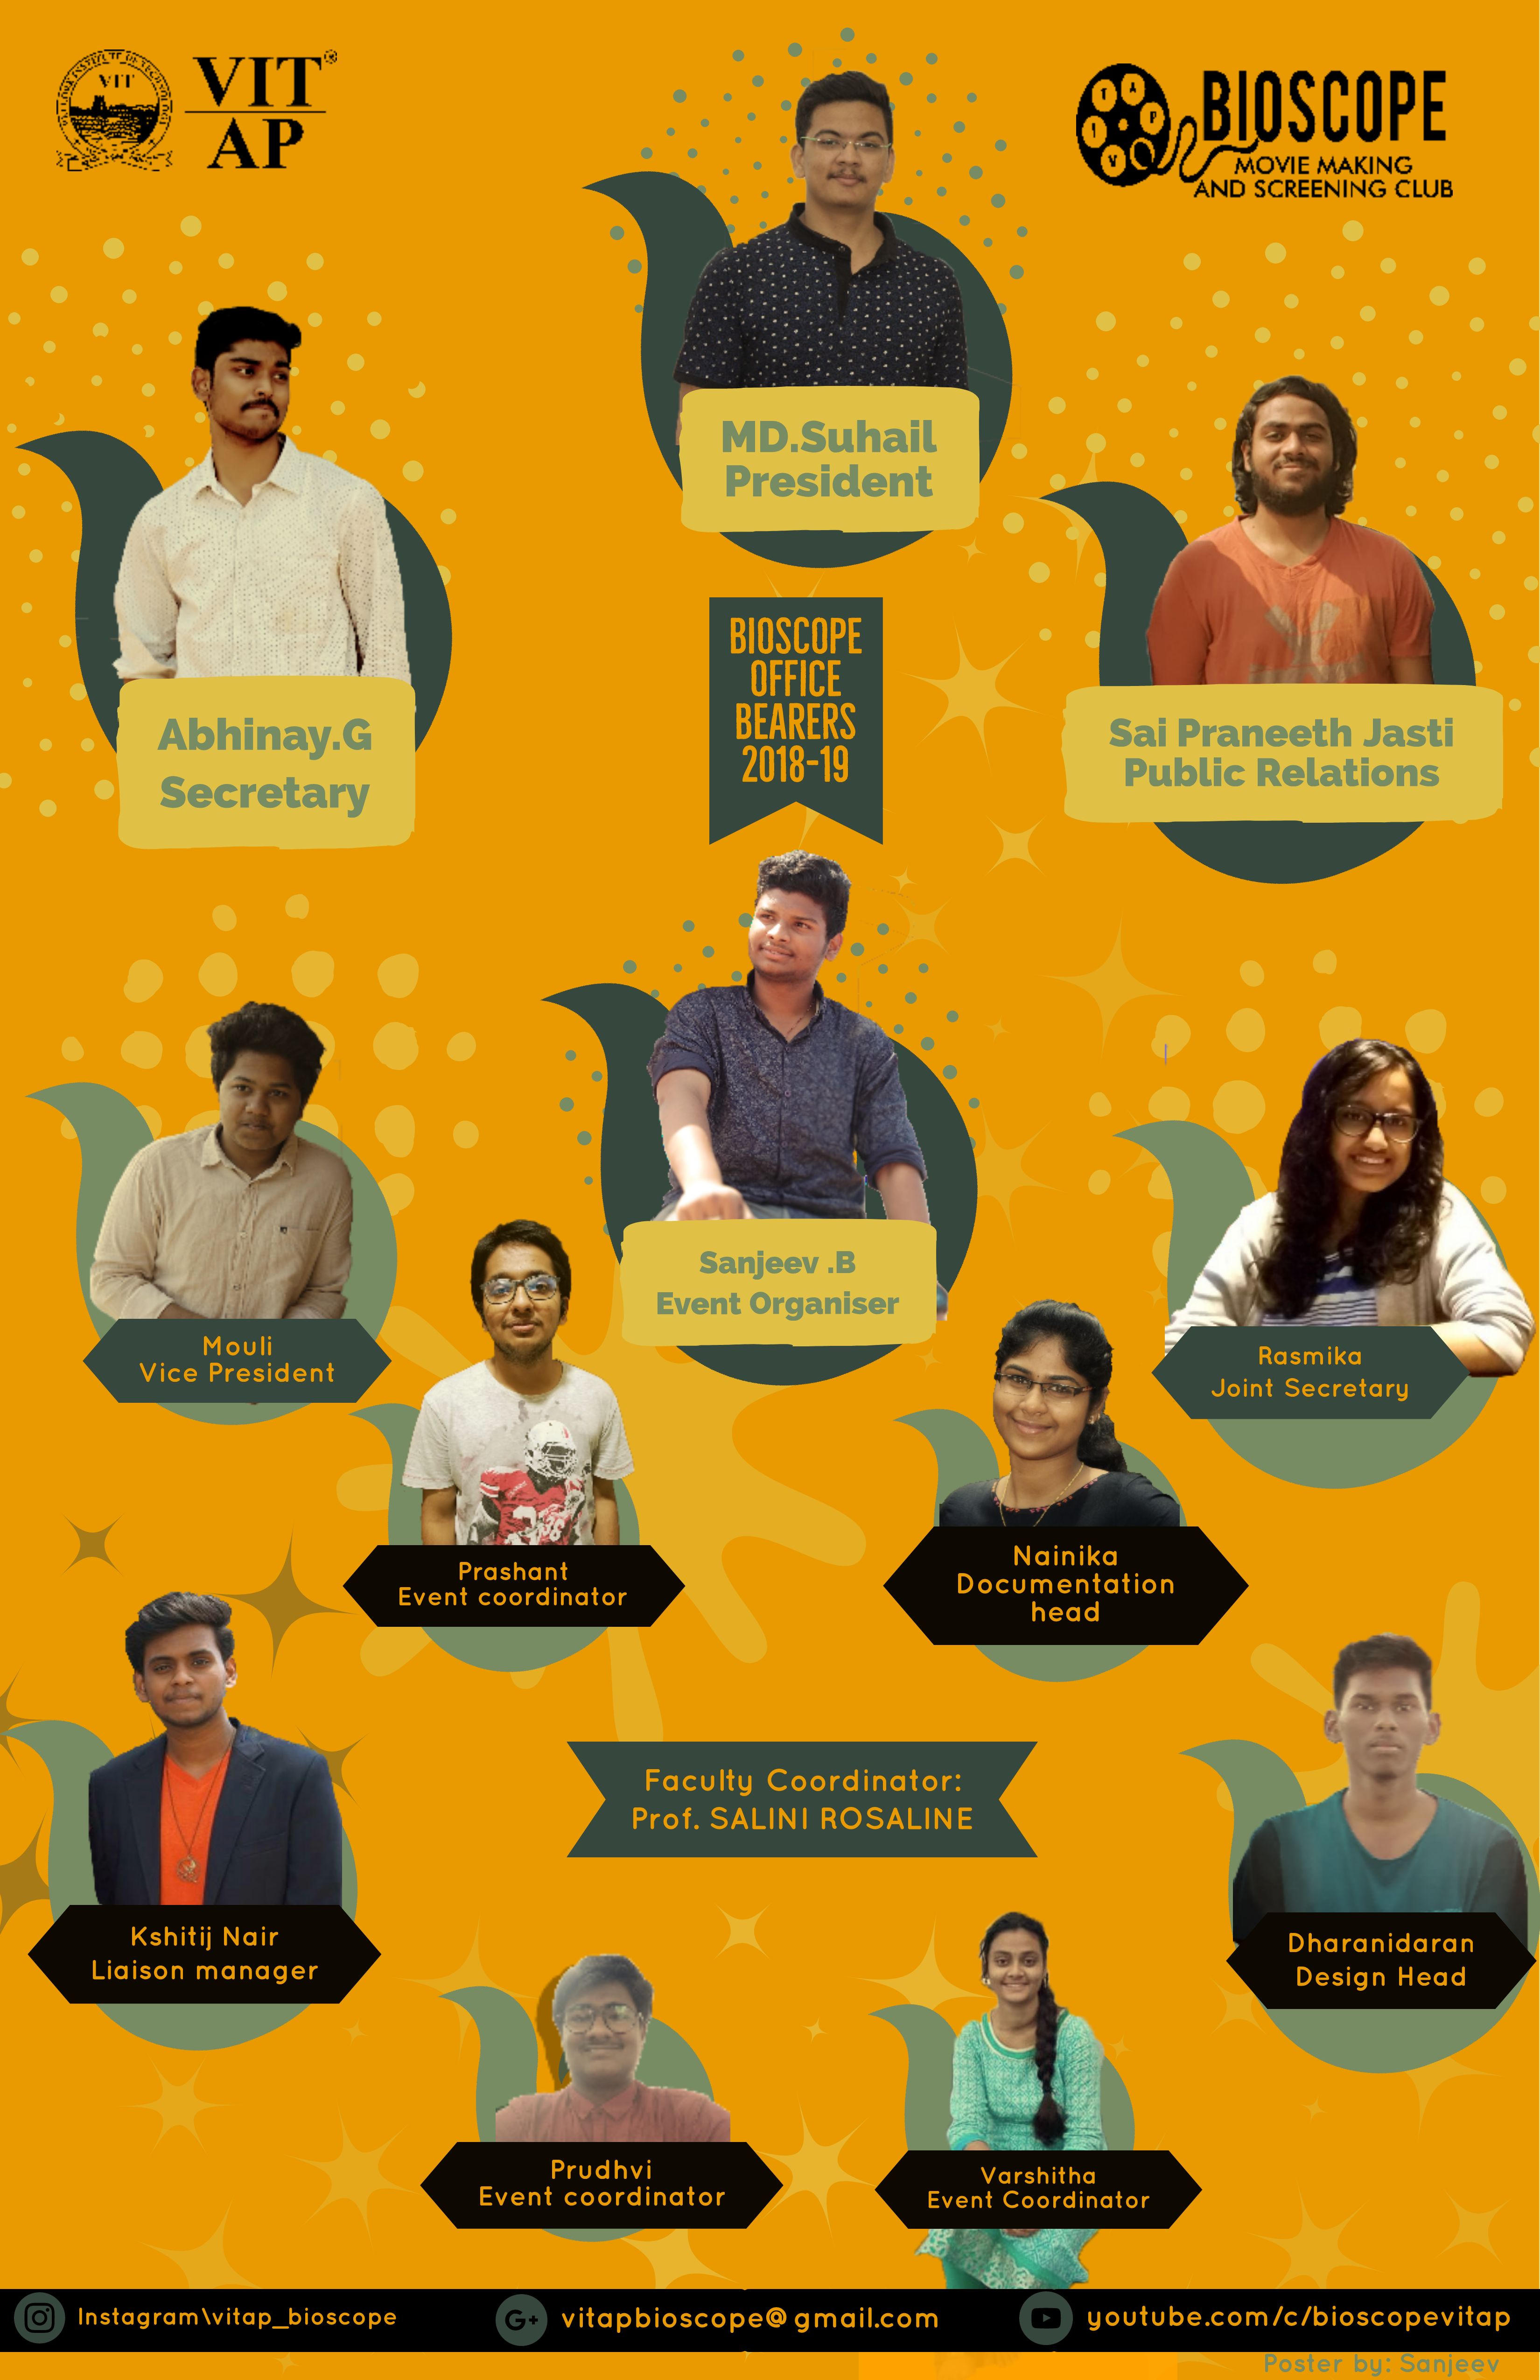 VIT
VIT®
AP
VITAP
BIOSCOPE
MOVIE MAKING
AND SCREENING CLUB
MD.Suhail
President
Abhinay.G
Secretary
BIOSCOPE
OFFICE
BEARERS
2018-19
Sai Praneeth Jasti
Public Relations
Sanjeev .B
Event Organiser
Mouli
Vice President
Rasmika
Joint Secretary
Prashant
Event coordinator
Nainika
Documentation
head
Faculty Coordinator:
Prof. SALINI ROSALINE
Kshitij Nair
Liaison manager
Dharanidaran
Design Head
Prudhvi
Event coordinator
Varshitha
Event Coordinator
Instagram\vitap_bioscope
G+ vitapbioscope@ gmail.com
youtube.com/c/bioscopevitap
Poster by: Sanjeev